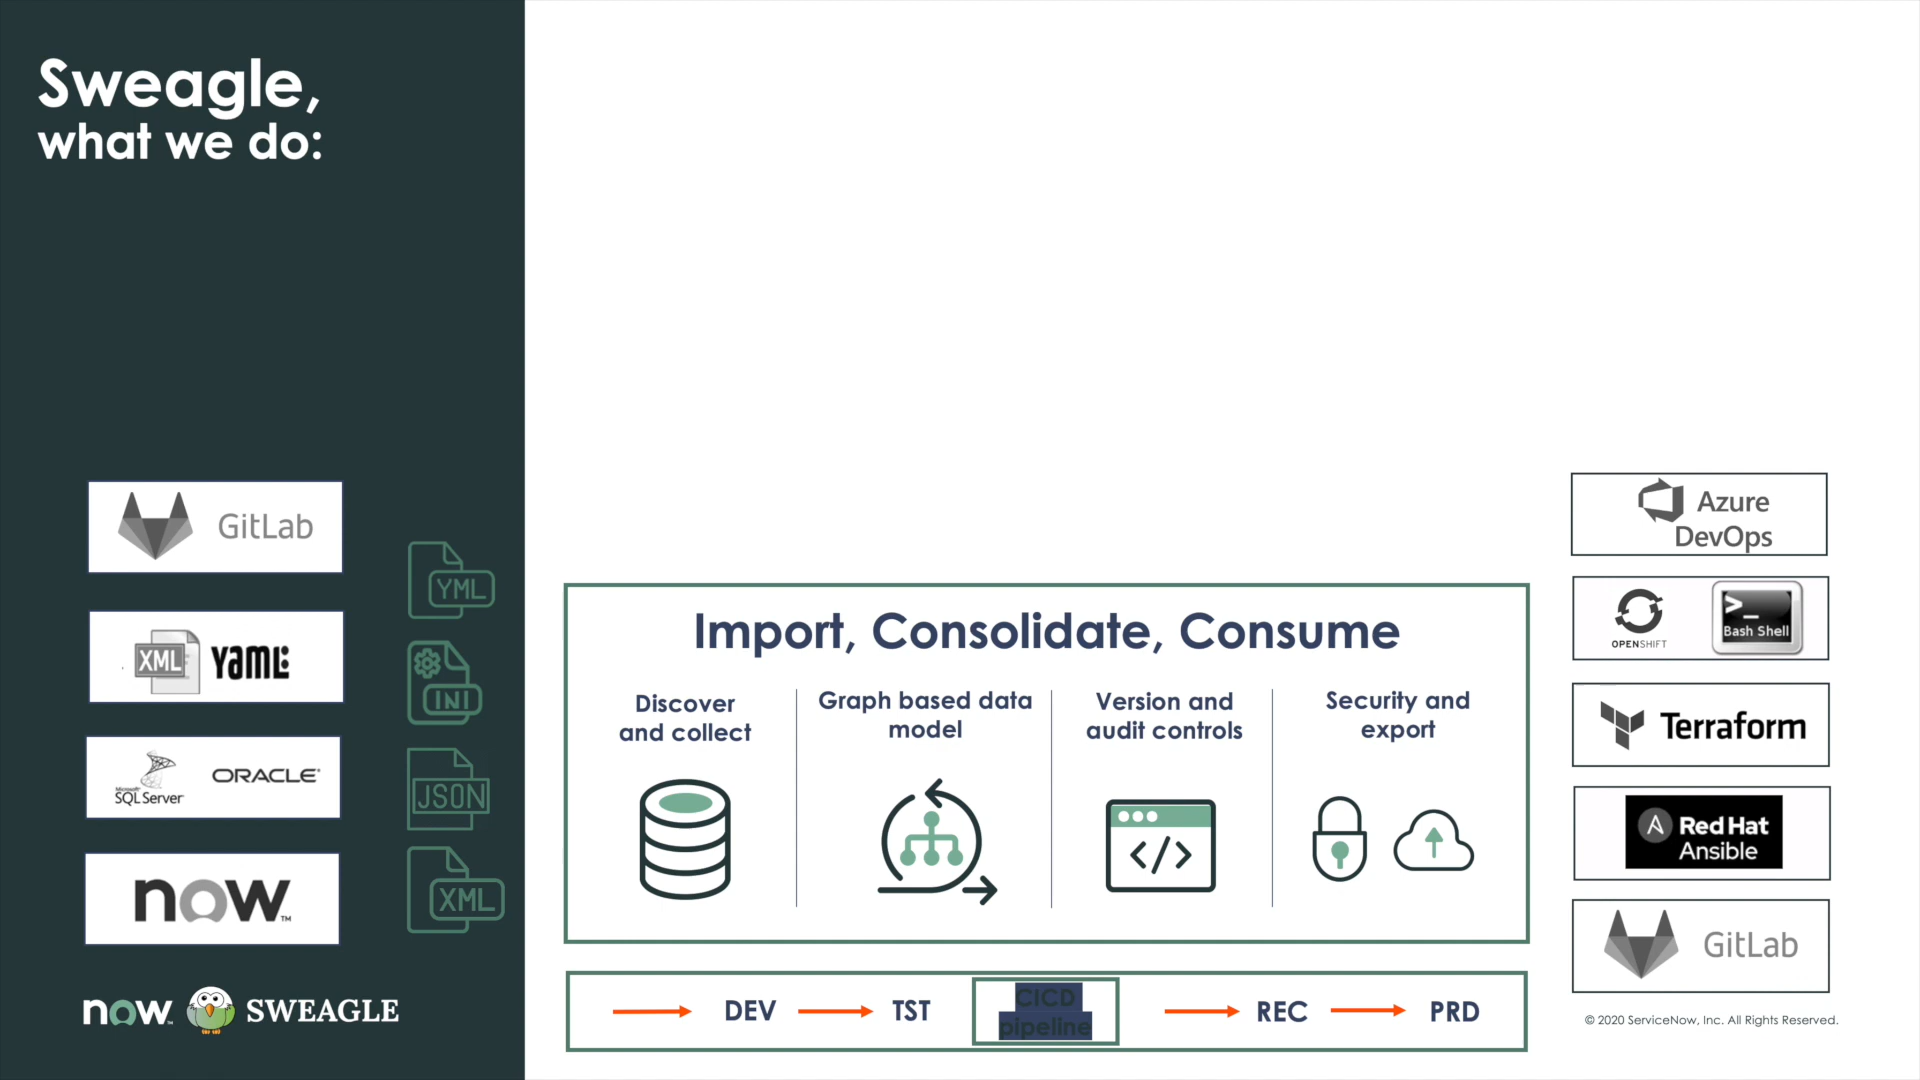 Sweagle,
what we do:
GitLab
XML YAML
Microsoft
SQL Server
ORACLE
now™
YML
INI
JSON
XML
now
SWEAGLE
Import, Consolidate, Consume
Discover
and collect
Graph based data
model
Version and
audit controls
Security and
export
DEV
TST
CICD
pipeline
REC
PRD
Azure
DevOps
OPENSHIFT
>_
Bash Shell
Terraform
Red Hat
Ansible
GitLab
© 2020 ServiceNow, Inc. All Rights Reserved.